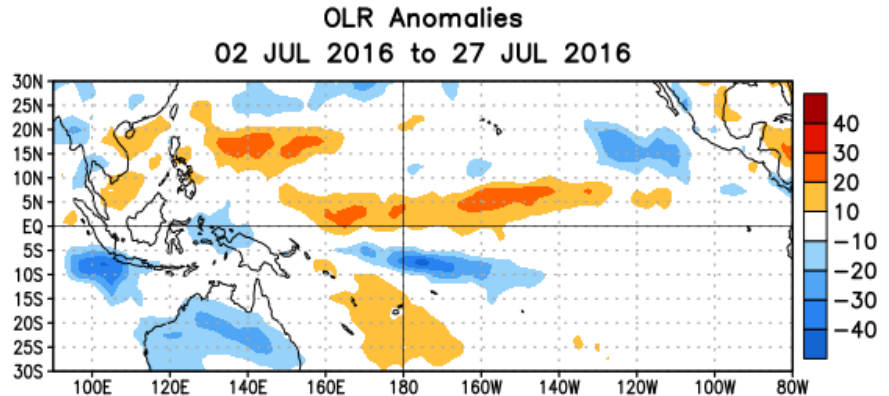 OLR Anomalies
02 JUL 2016 to 27 JUL 2016
30N
25N
20N
15N
10N
5N
EQ
5S
10S
15S
20S
25S
30S
100E 120E 140E 160E 180 160W 140W 120W 100W 80W
40
30
20
10
-10
-20
-30
-40